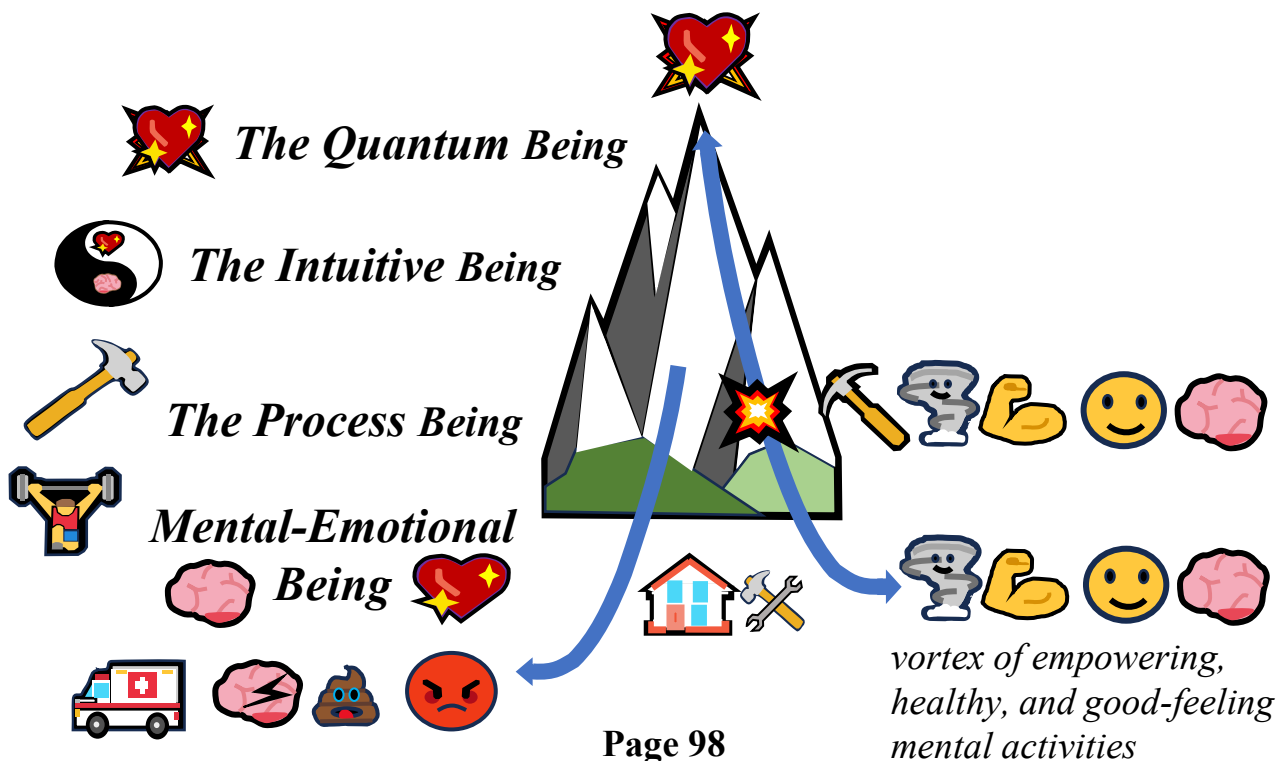 The Quantum Being
The Intuitive Being
The Process Being
Mental-Emotional
Being
vortex of empowering,
healthy, and good-feeling
mental activities
Page 98